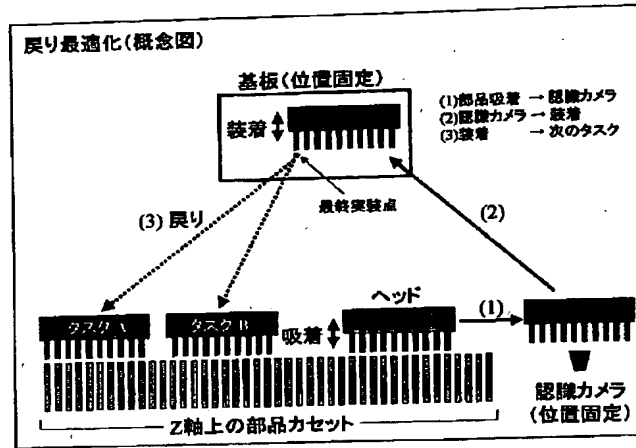 戻り最適化（概念図）
基板（位置固定）
(1)部品吸着 → 認識カメラ
(2)認識カメラ→ 装着
(3)装着 → 次のタスク
装着
最終実装点
(3) 戻り
(2)
ヘッド
(1)
タスク A
タスク B
吸着
認識カメラ
(位置固定)
Z軸上の部品カセット